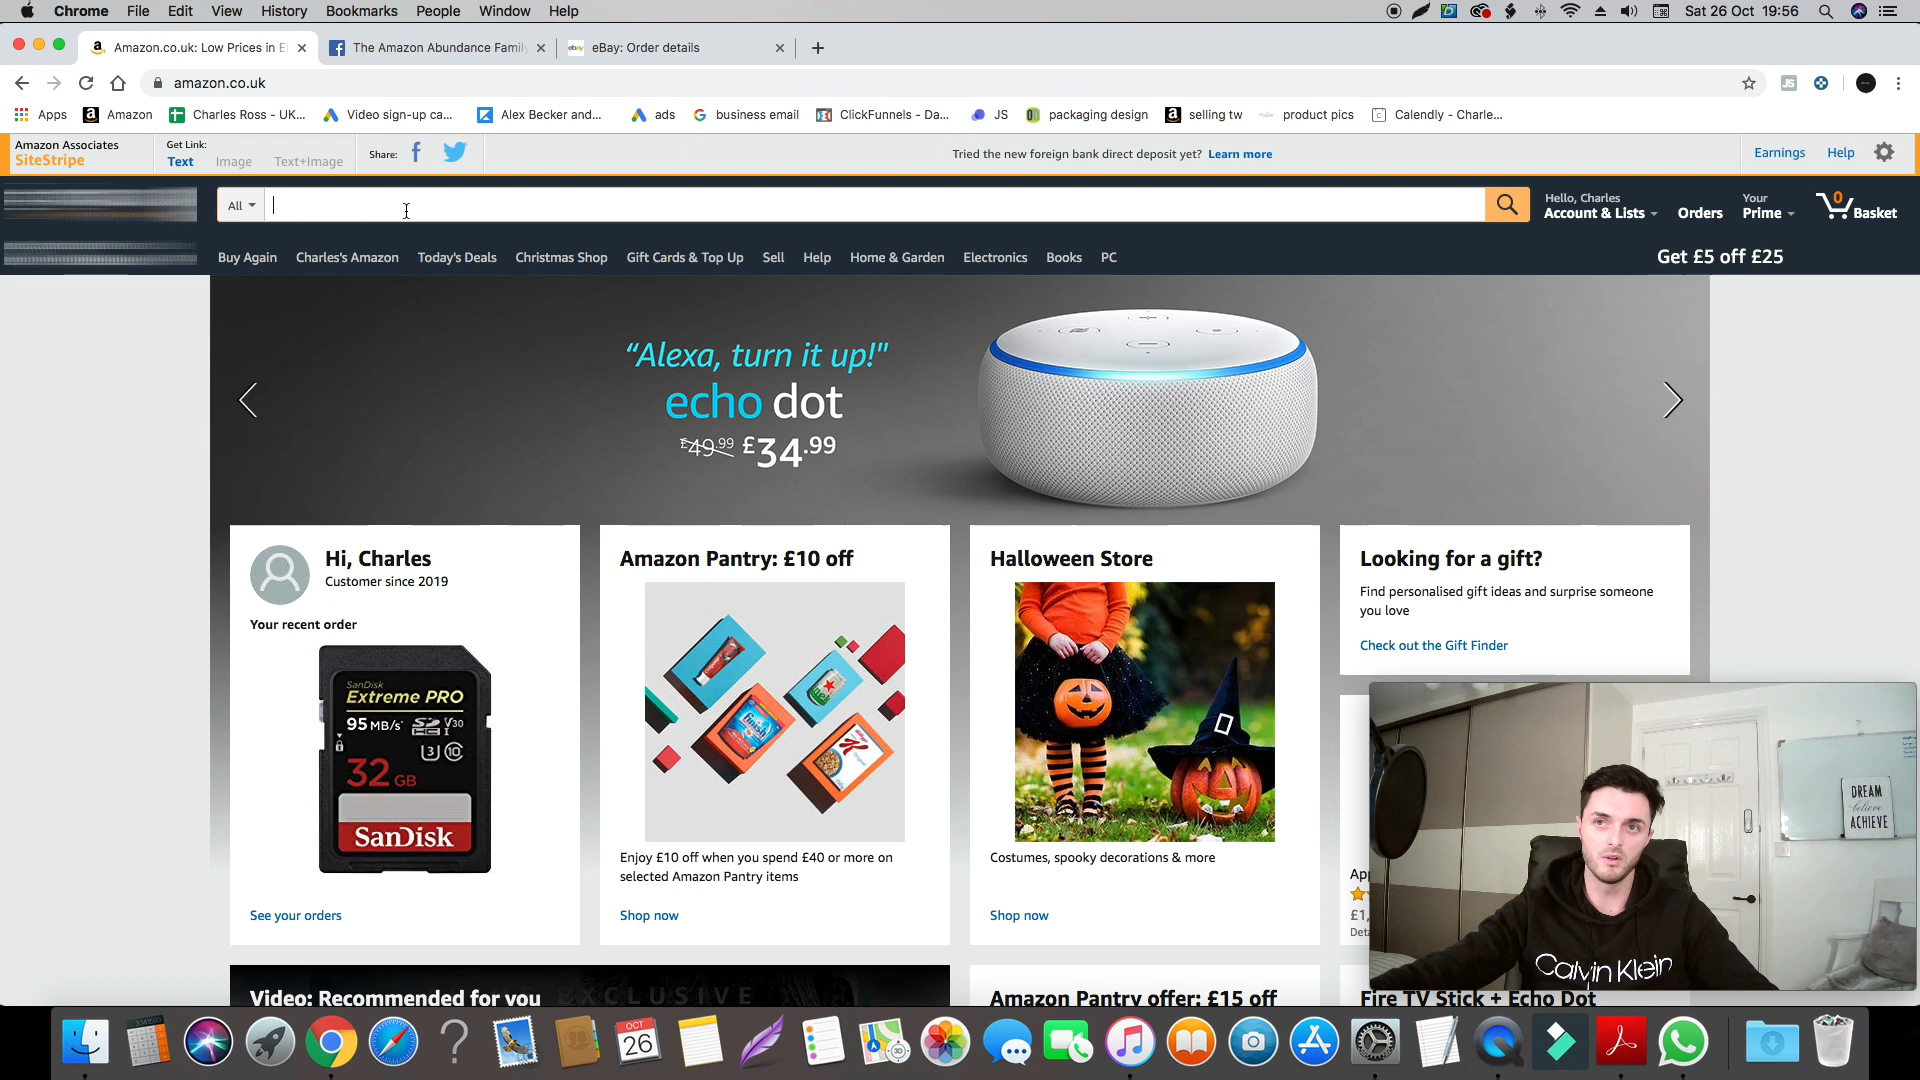 Chrome File Edit View History Bookmarks People Window Help Sat 26 Oct 19:56
Amazon.co.uk: Low Prices in El The Amazon Abundance Family eBay: Order details
amazon.co.uk
Apps Amazon Charles Ross - UK... Video sign-up ca... Alex Becker and... ads business email ClickFunnels - Da... JS packaging design selling tw product pics Calendly - Charle...
Amazon Associates
SiteStripe
Get Link:
Text Image Text+Image
Share:
Tried the new foreign bank direct deposit yet? Learn more
Earnings Help
All
Hello, Charles
Account & Lists
Orders
Your
Prime
0
Basket
Buy Again Charles's Amazon Today's Deals Christmas Shop Gift Cards & Top Up Sell Help Home & Garden Electronics Books PC
Get £5 off £25
“Alexa, turn it up!"
echo dot
£49.99 £34.99
Hi, Charles
Customer since 2019
Your recent order
SanDisk
Extreme PRO
95 MB/s
V30
U3 10
32 GB
SanDisk
See your orders
Amazon Pantry: £10 off
Enjoy £10 off when you spend £40 or more on
selected Amazon Pantry items
Shop now
Halloween Store
Costumes, spooky decorations & more
Shop now
Looking for a gift?
Find personalised gift ideas and surprise someone
you love
Check out the Gift Finder
App
£1,
Deta
DREAM
believe
ACHIEVE
Calvin Klein
Video: Recommended for you
EXCLUSIVE
Amazon Pantry offer: £15 off
Fire TV Stick + Echo Dot
OCT
26